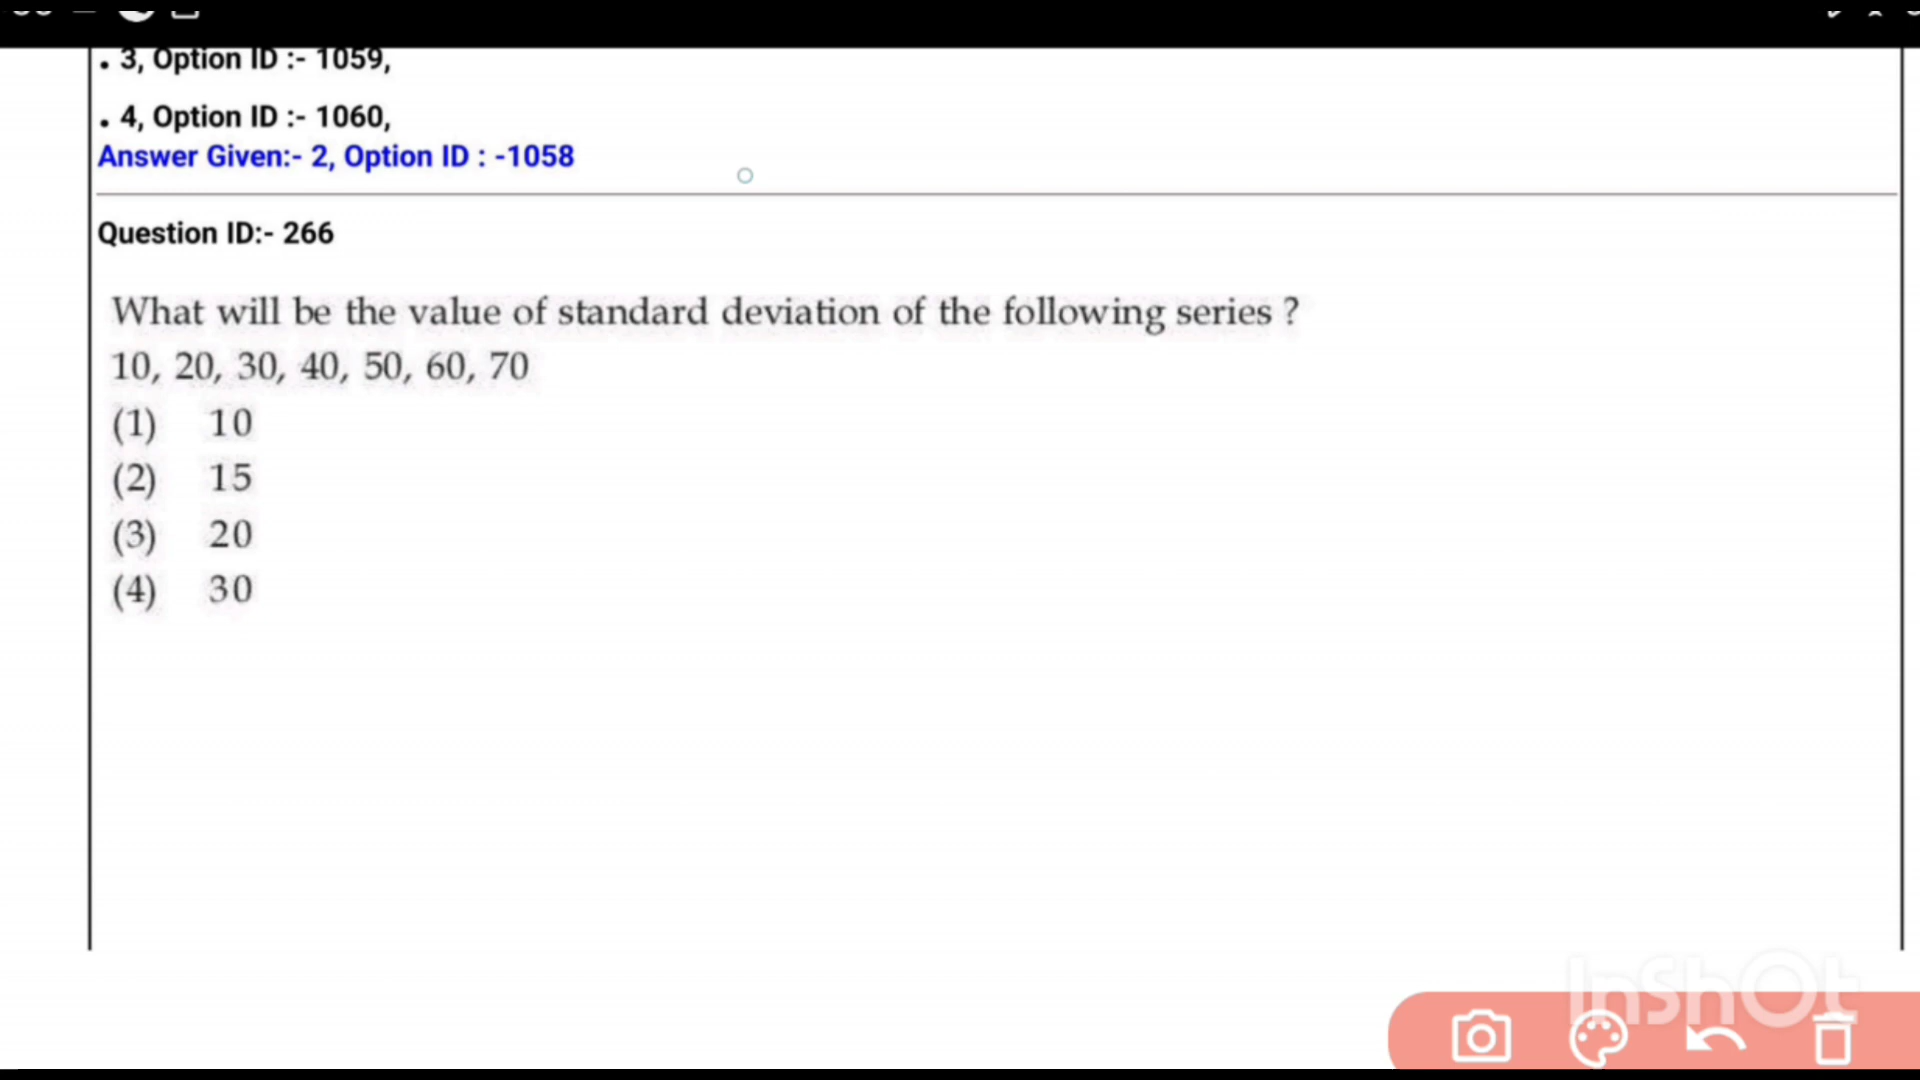 . 3, Option ID :- 1059,
. 4, Option ID :- 1060,
Answer Given:- 2, Option ID : -1058
Question ID:- 266
What will be the value of standard deviation of the following series ?
10, 20, 30, 40, 50, 60, 70
(1) 10
(2) 15
(3) 20
(4) 30
InShOt